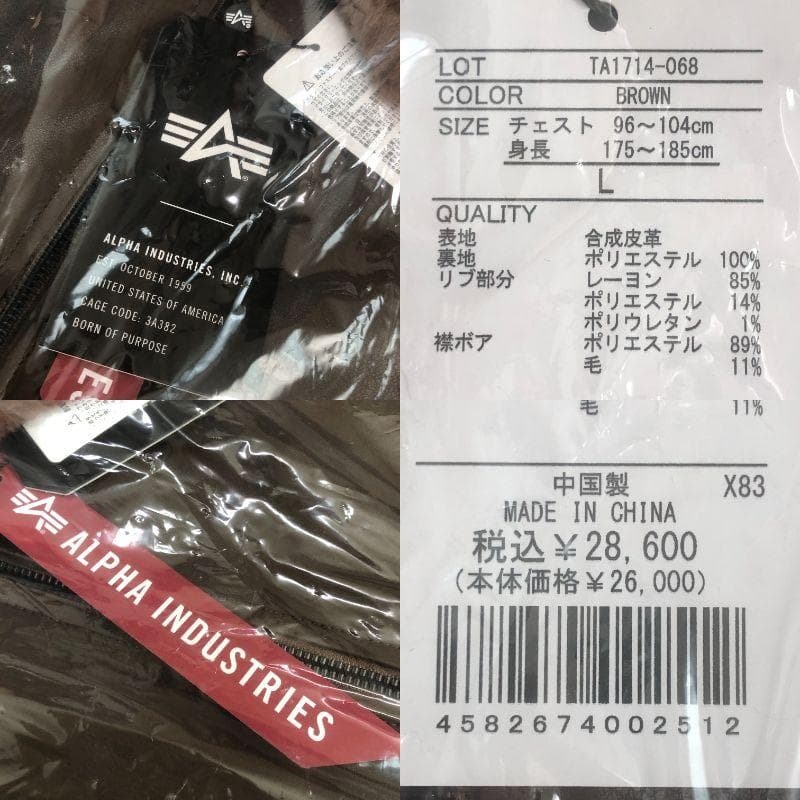 ALPHA INDUSTRIES, INC.
EST. OCTOBER 1959
UNITED STATES OF AMERICA
CAGE CODE: 3A382
BORN OF PURPOSE
LOT TA1714-068
COLOR BROWN
SIZE チェスト 96〜104cm
身長 175〜185cm
L
QUALITY
表地 合成皮革
裏地 ポリエステル 100%
リブ部分 レーヨン 85%
ポリエステル 14%
ポリウレタン 1%
襟ボア ポリエステル 89%
毛 11%
ALPHA INDUSTRIES
毛 11%
中国製 X83
MADE IN CHINA
税込¥28,600
(本体価格¥26,000)
4582674002512